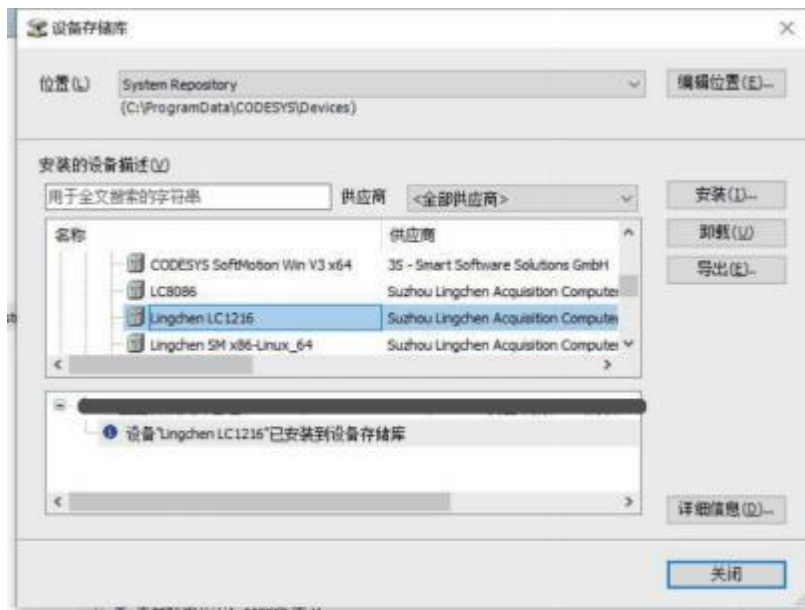 设备存储库
位置(L) System Repository 编辑位置(E)...
(C:\ProgramData\CODESYS\Devices)
安装的设备描述(V)
用于全文搜索的字符串 供应商 <全部供应商> 安装(I)...
名称 供应商 卸载(U)
CODESYS SoftMotion Win V3 x64 3S - Smart Software Solutions GmbH 导出(E)...
LC8086 Suzhou Lingchen Acquisition Computer
Lingchen LC1216 Suzhou Lingchen Acquisition Computer
Lingchen SM x86-Linux_64 Suzhou Lingchen Acquisition Computer
设备"Lingchen LC1216"已安装到设备存储库
详细信息(D)...
关闭